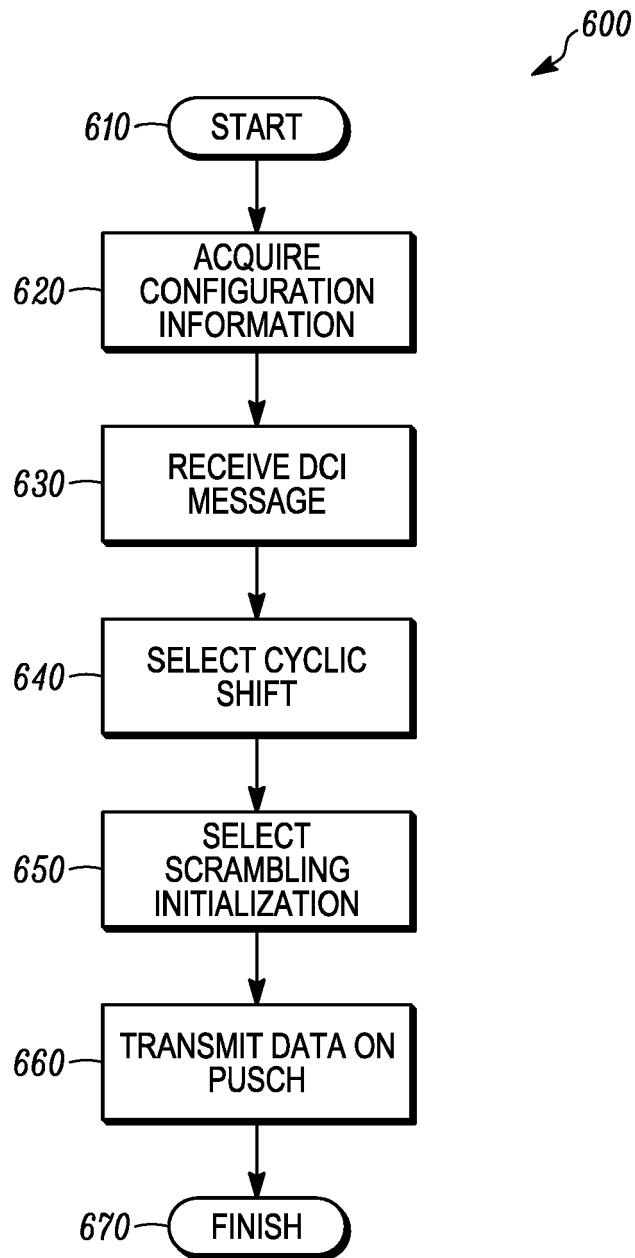 600
610
START
620
ACQUIRE
CONFIGURATION
INFORMATION
630
RECEIVE DCI
MESSAGE
640
SELECT CYCLIC
SHIFT
650
SELECT
SCRAMBLING
INITIALIZATION
660
TRANSMIT DATA ON
PUSCH
670
FINISH